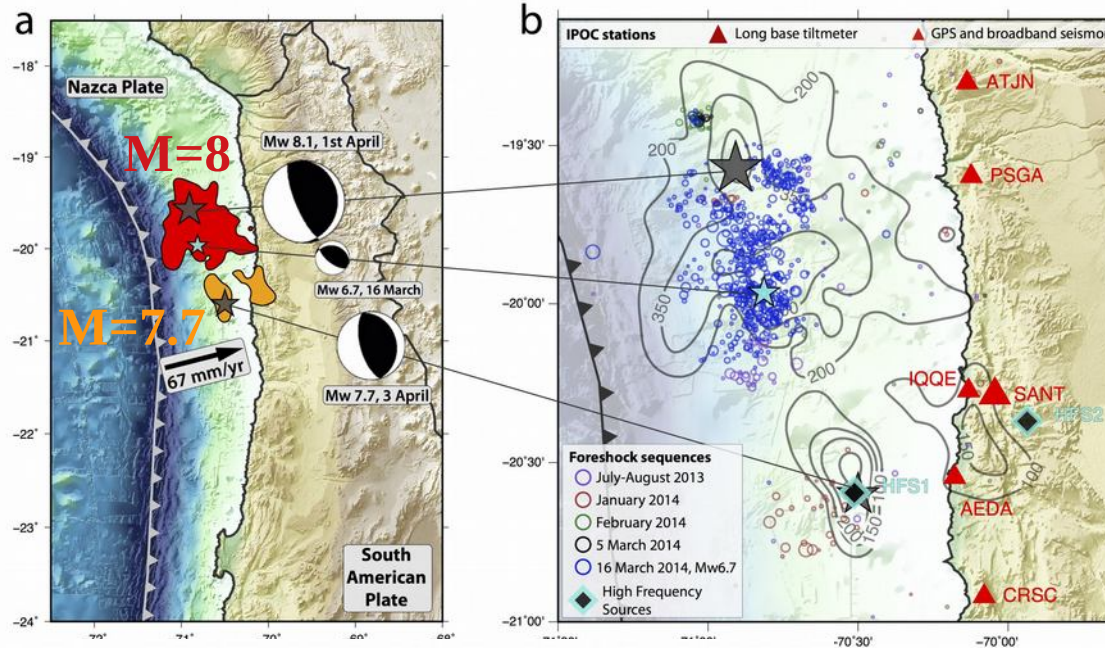 a
Nazca Plate
M=8
Mw 8.1, 1st April
Mw 6.7, 16 March
M=7.7
67 mm/yr
Mw 7.7, 3 April
South
American
Plate
-18°
-19°
-20°
-21°
-22°
-23°
-24°
-71°
-68°
b
IPOC stations
Long base tiltmeter
GPS and broadband seismom
200
ATJN
-19°30'
200
PSGA
350
-20°00'
200
IQQE
SANT
HFS2
-20°30'
100
HFS1
150=100
AEDA
CRSC
-21°00'
Foreshock sequences
July-August 2013
January 2014
February 2014
5 March 2014
16 March 2014, Mw6.7
High Frequency
Sources
-70°30'
-70°00'